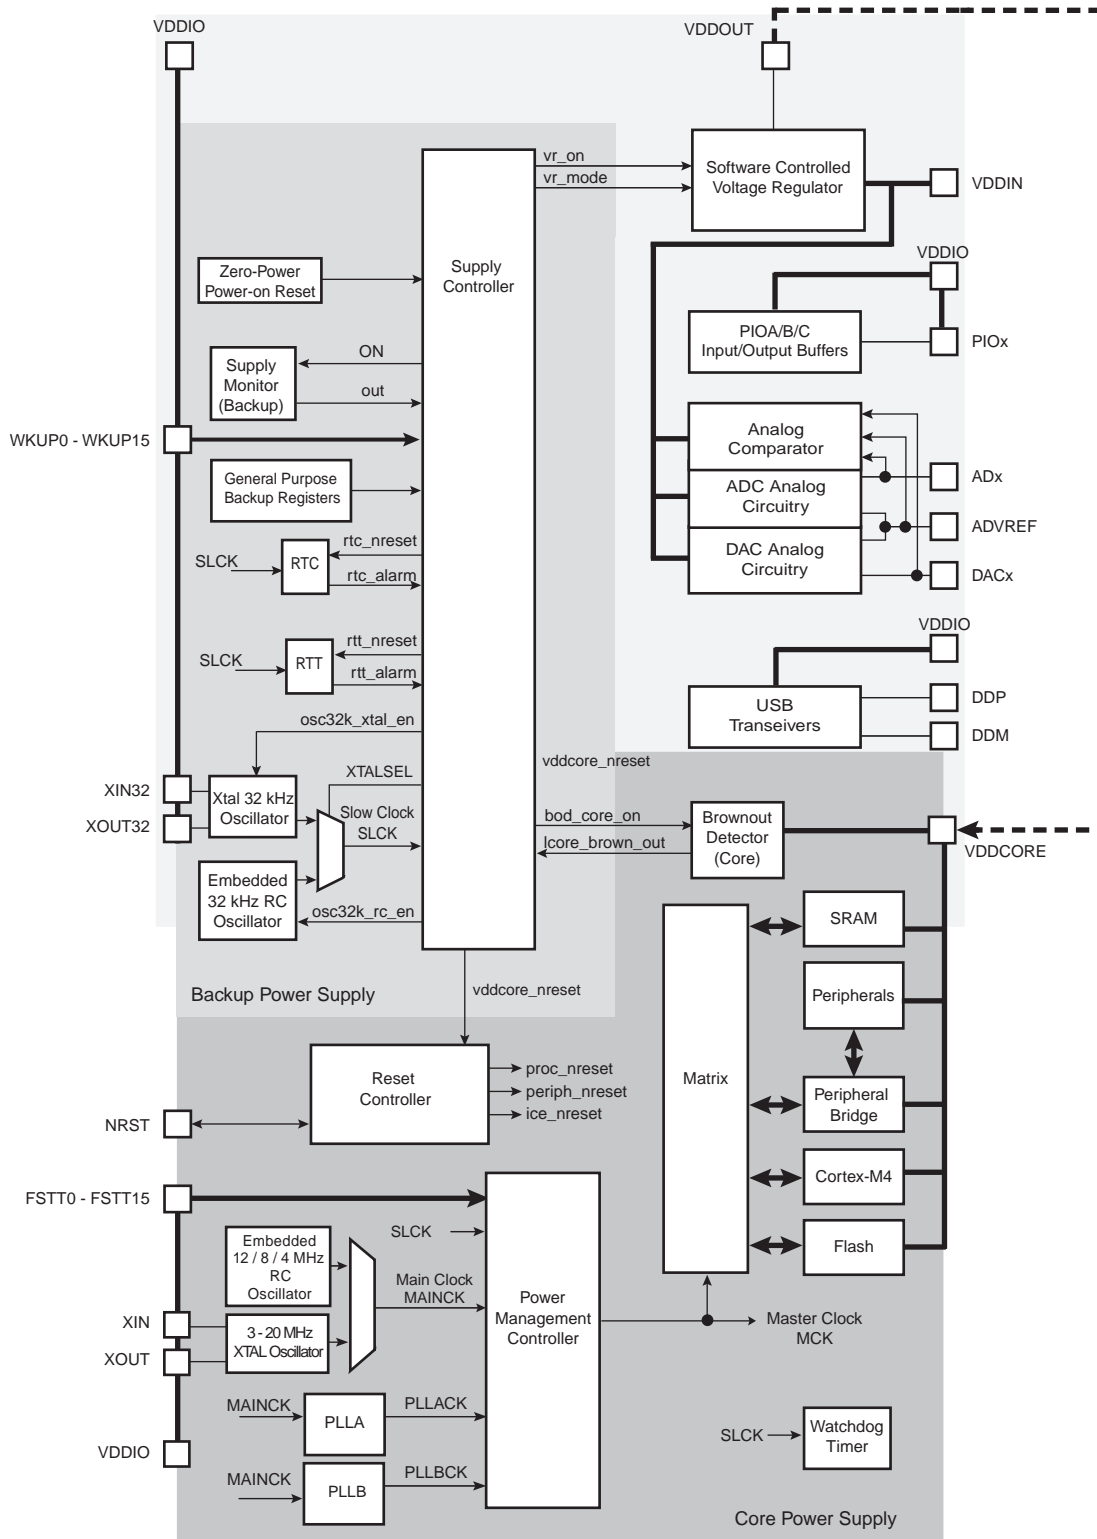 VDDIO
VDDOUT
vr_on
vr_mode
Software Controlled
Voltage Regulator
VDDIN
Supply
Controller
Zero-Power
Power-on Reset
VDDIO
PIOA/B/C
Input/Output Buffers
PIOx
Supply
Monitor
(Backup)
ON
out
WKUP0 - WKUP15
Analog
Comparator
General Purpose
Backup Registers
ADC Analog
Circuitry
ADx
ADVREF
SLCK
RTC
rtc_nreset
rtc_alarm
DAC Analog
Circuitry
DACx
VDDIO
SLCK
RTT
rtt_nreset
rtt_alarm
USB
Transeivers
DDP
DDM
osc32k_xtal_en
vddcore_nreset
XTALSEL
XIN32
XOUT32
Xtal 32 kHz
Oscillator
Slow Clock
SLCK
bod_core_on
lcore_brown_out
Brownout
Detector
(Core)
VDDCORE
Embedded
32 kHz RC
Oscillator
osc32k_rc_en
SRAM
Backup Power Supply
vddcore_nreset
Peripherals
Reset
Controller
proc_nreset
periph_nreset
ice_nreset
Matrix
Peripheral
Bridge
NRST
Cortex-M4
FSTT0 - FSTT15
SLCK
Flash
Embedded
12 / 8 / 4 MHz
RC
Oscillator
Main Clock
MAINCK
Power
Management
Controller
XIN
XOUT
3 - 20 MHz
XTAL Oscillator
Master Clock
MCK
MAINCK
PLLA
PLLACK
VDDIO
SLCK
Watchdog
Timer
MAINCK
PLLB
PLLBCK
Core Power Supply